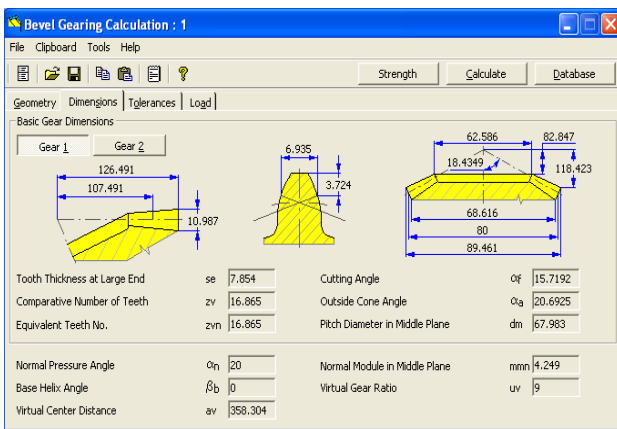 Bevel Gearing Calculation : 1
File Clipboard Tools Help
Strength Calculate Database
Geometry Dimensions Tolerances Load
Basic Gear Dimensions
Gear 1 Gear 2
126.491
107.491
10.987
6.935
3.724
62.586 82.847
18.4349 118.423
68.616
80
89.461
Tooth Thickness at Large End se 7.854 Cutting Angle αf 15.7192
Comparative Number of Teeth zv 16.865 Outside Cone Angle αa 20.6925
Equivalent Teeth No. zvn 16.865 Pitch Diameter in Middle Plane dm 67.983
Normal Pressure Angle αn 20 Normal Module in Middle Plane mmn 4.249
Base Helix Angle βb 0 Virtual Gear Ratio uv 9
Virtual Center Distance av 358.304